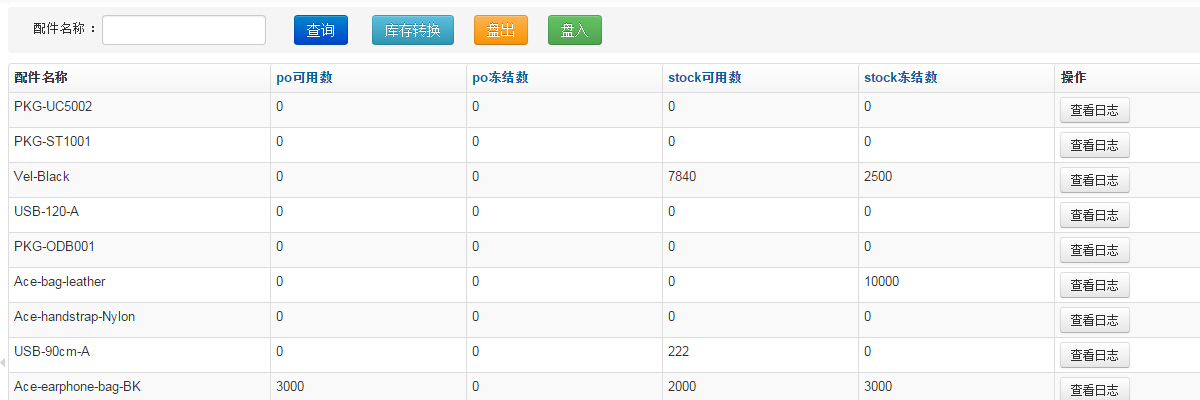 配件名称 : 查询 库存转换 盘出 盘入
配件名称 po可用数 po冻结数 stock可用数 stock冻结数 操作
PKG-UC5002 0 0 0 0 查看日志
PKG-ST1001 0 0 0 0 查看日志
Vel-Black 0 0 7840 2500 查看日志
USB-120-A 0 0 0 0 查看日志
PKG-ODB001 0 0 0 0 查看日志
Ace-bag-leather 0 0 0 10000 查看日志
Ace-handstrap-Nylon 0 0 0 0 查看日志
USB-90cm-A 0 0 222 0 查看日志
Ace-earphone-bag-BK 3000 0 2000 3000 查看日志